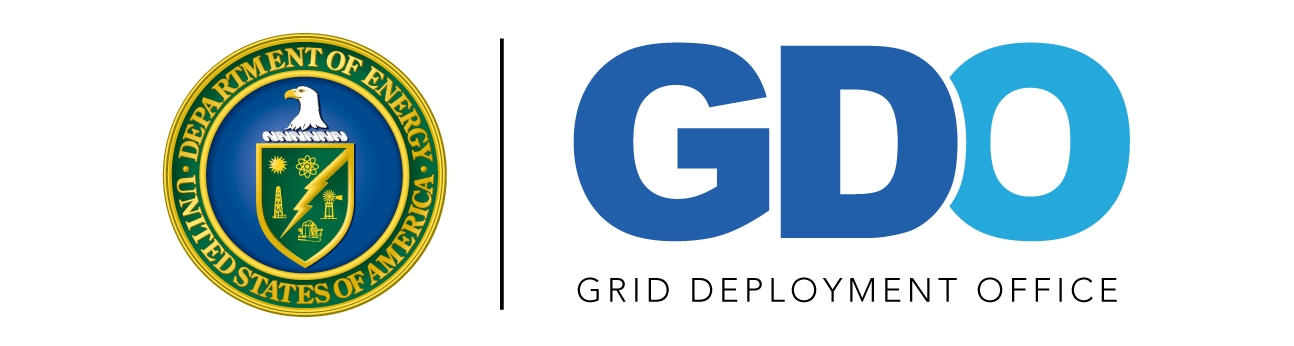 · DEPARTMENT OF ENERGY ·
UNITED STATES OF AMERICA
GDO
GRID DEPLOYMENT OFFICE